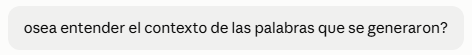 osea entender el contexto de las palabras que se generaron?